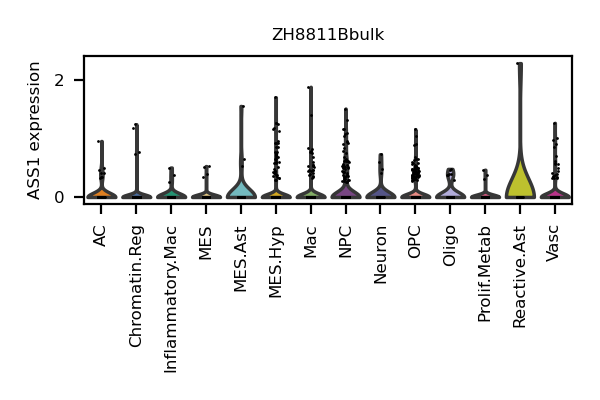 ZH8811Bbulk
ASS1 expression
2
0
AC
Chromatin.Reg
Inflammatory.Mac
MES
MES.Ast
MES.Hyp
Mac
NPC
Neuron
OPC
Oligo
Prolif.Metab
Reactive.Ast
Vasc